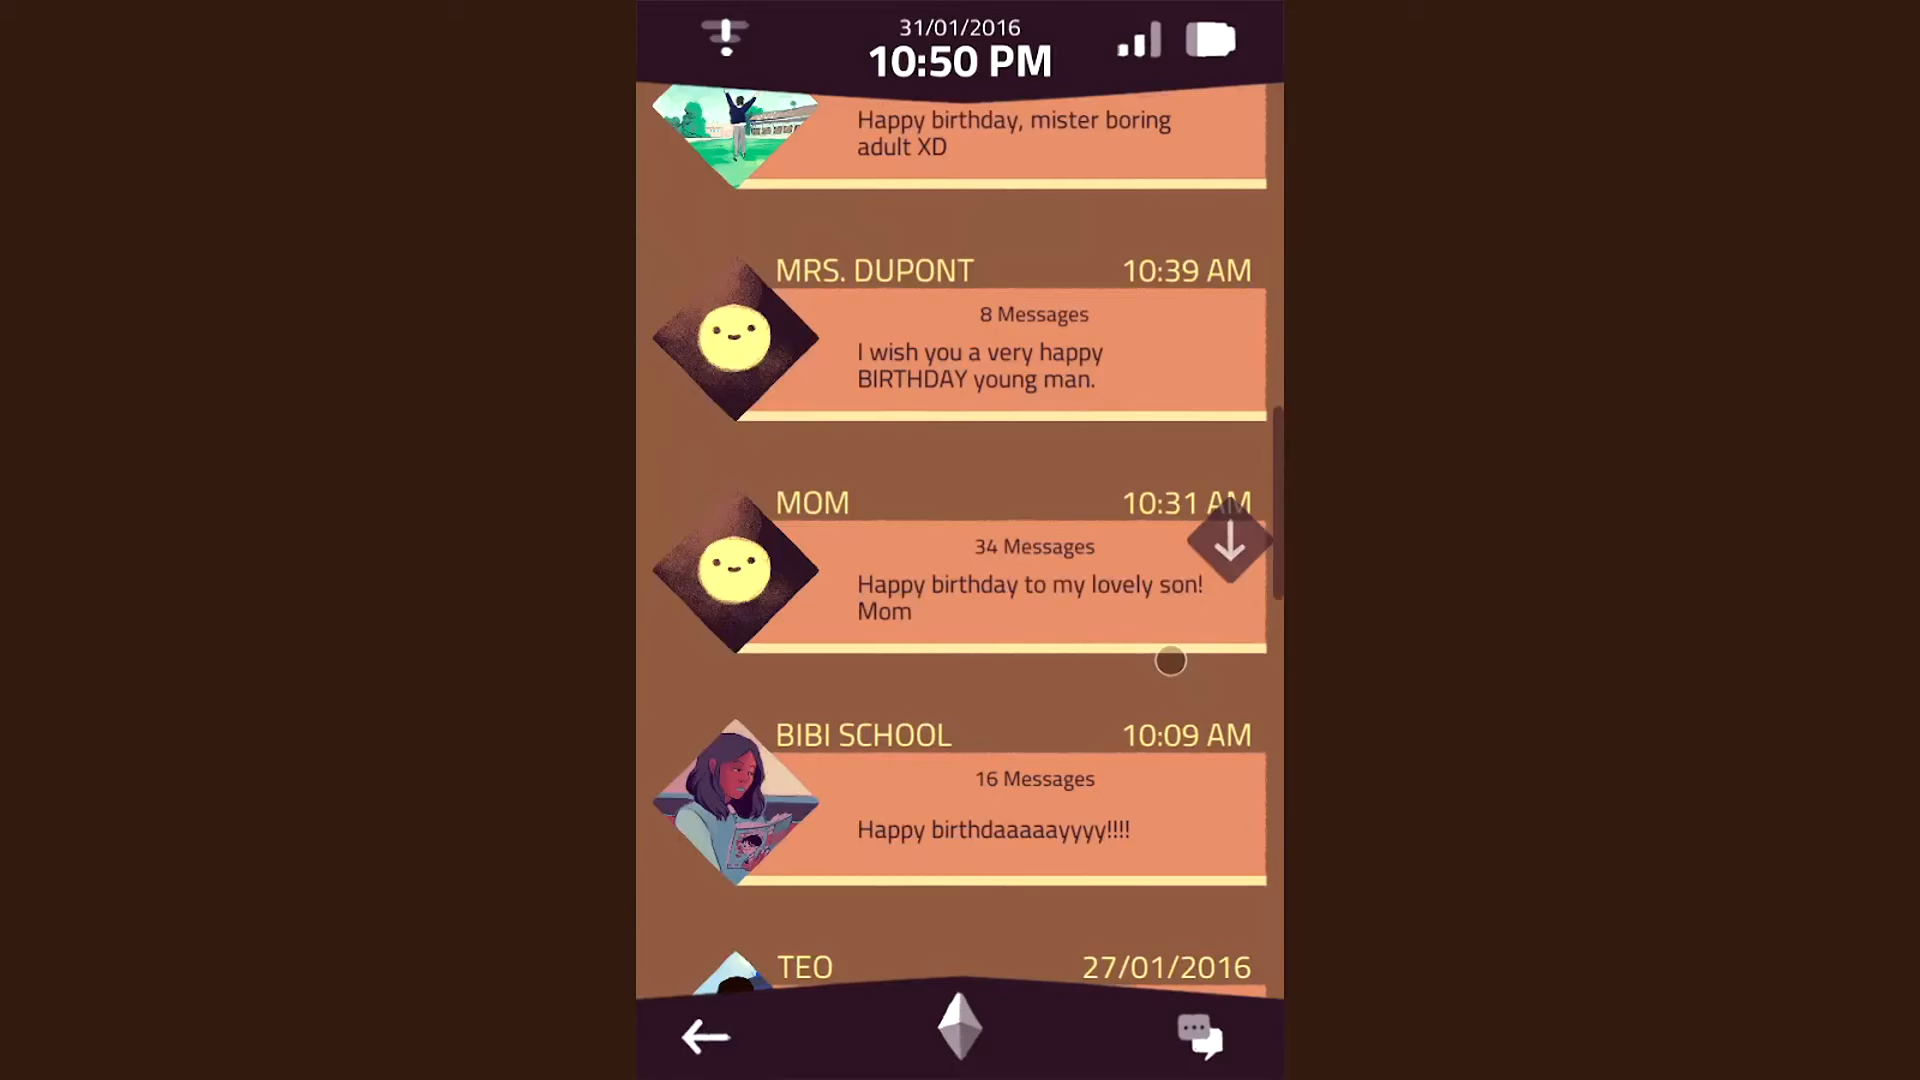 31/01/2016
10:50 PM
Happy birthday, mister boring
adult XD
MRS. DUPONT 10:39 AM
8 Messages
I wish you a very happy
BIRTHDAY young man.
MOM 10:31 AM
34 Messages
Happy birthday to my lovely son!
Mom
BIBI SCHOOL 10:09 AM
16 Messages
Happy birthdaaaaayyyy!!!!
TEO 27/01/2016